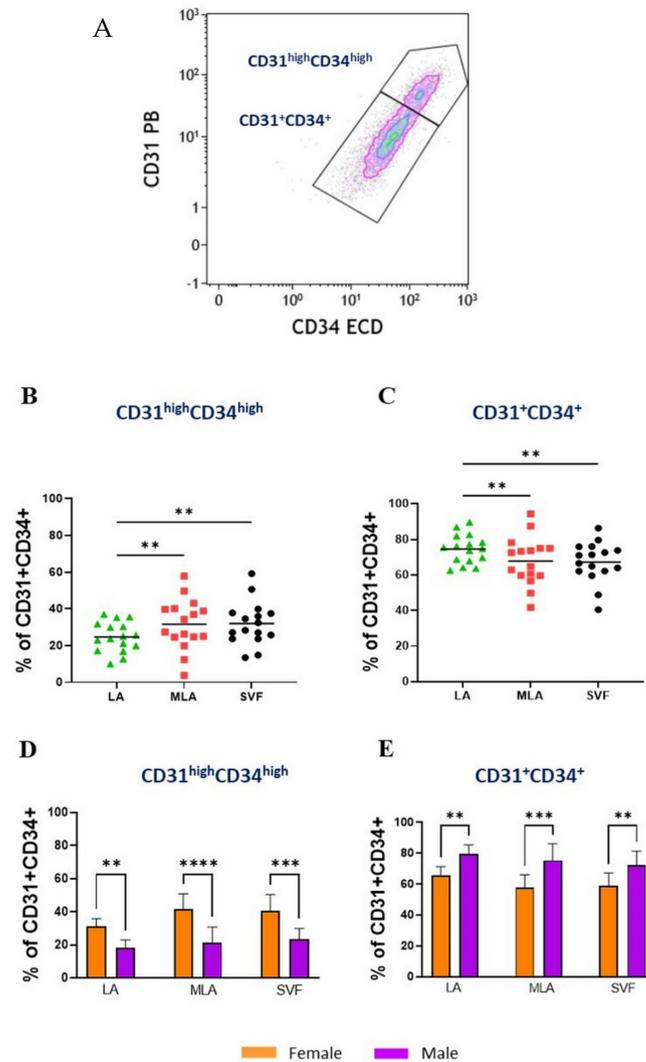 A
10³
CD31ʰⁱᵍʰCD34ʰⁱᵍʰ
10²
CD31⁺CD34⁺
10¹
CD31 PB
1
0
-1
0 10⁰ 10¹ 10² 10³
CD34 ECD
B
CD31ʰⁱᵍʰCD34ʰⁱᵍʰ
% of CD31+CD34+
100
80
60
40
20
0
**
**
LA MLA SVF
C
CD31⁺CD34⁺
% of CD31+CD34+
100
80
60
40
20
0
**
**
LA MLA SVF
D
CD31ʰⁱᵍʰCD34ʰⁱᵍʰ
% of CD31+CD34+
100
80
60
40
20
0
** **** ***
LA MLA SVF
E
CD31⁺CD34⁺
% of CD31+CD34+
100
80
60
40
20
0
** *** **
LA MLA SVF
Female Male